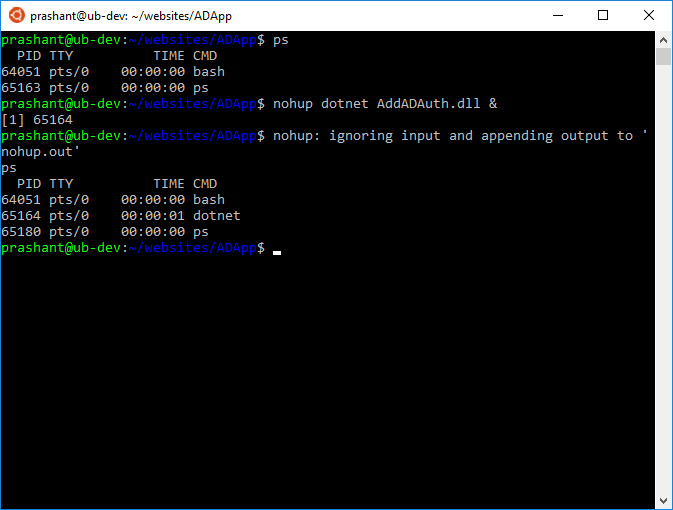 prashant@ub-dev: ~/websites/ADApp
prashant@ub-dev:~/websites/ADApp$ ps
  PID TTY          TIME CMD
64051 pts/0    00:00:00 bash
65163 pts/0    00:00:00 ps
prashant@ub-dev:~/websites/ADApp$ nohup dotnet AddADAuth.dll &
[1] 65164
prashant@ub-dev:~/websites/ADApp$ nohup: ignoring input and appending output to '
nohup.out'
ps
  PID TTY          TIME CMD
64051 pts/0    00:00:00 bash
65164 pts/0    00:00:01 dotnet
65180 pts/0    00:00:00 ps
prashant@ub-dev:~/websites/ADApp$